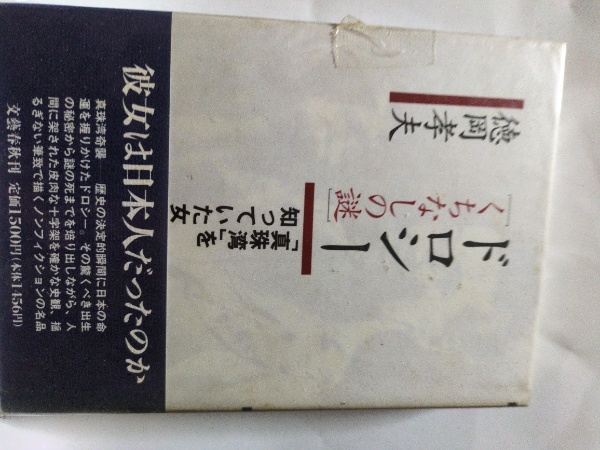 ドロシー
[くちなしの謎]
「真珠湾」を
知っていた女
徳岡孝夫
彼女は日本人だったのか
真珠湾奇襲――歴史の決定的瞬間に日本の命
運を握りかけたドロシー。その驚くべき出生
の秘密から謎の死までを焙り出しながら、人
間に架された皮肉な十字架を確かな史観、揺
るぎない筆致で描くノンフィクションの名品
文藝春秋刊 定価1500円(本体1456円)